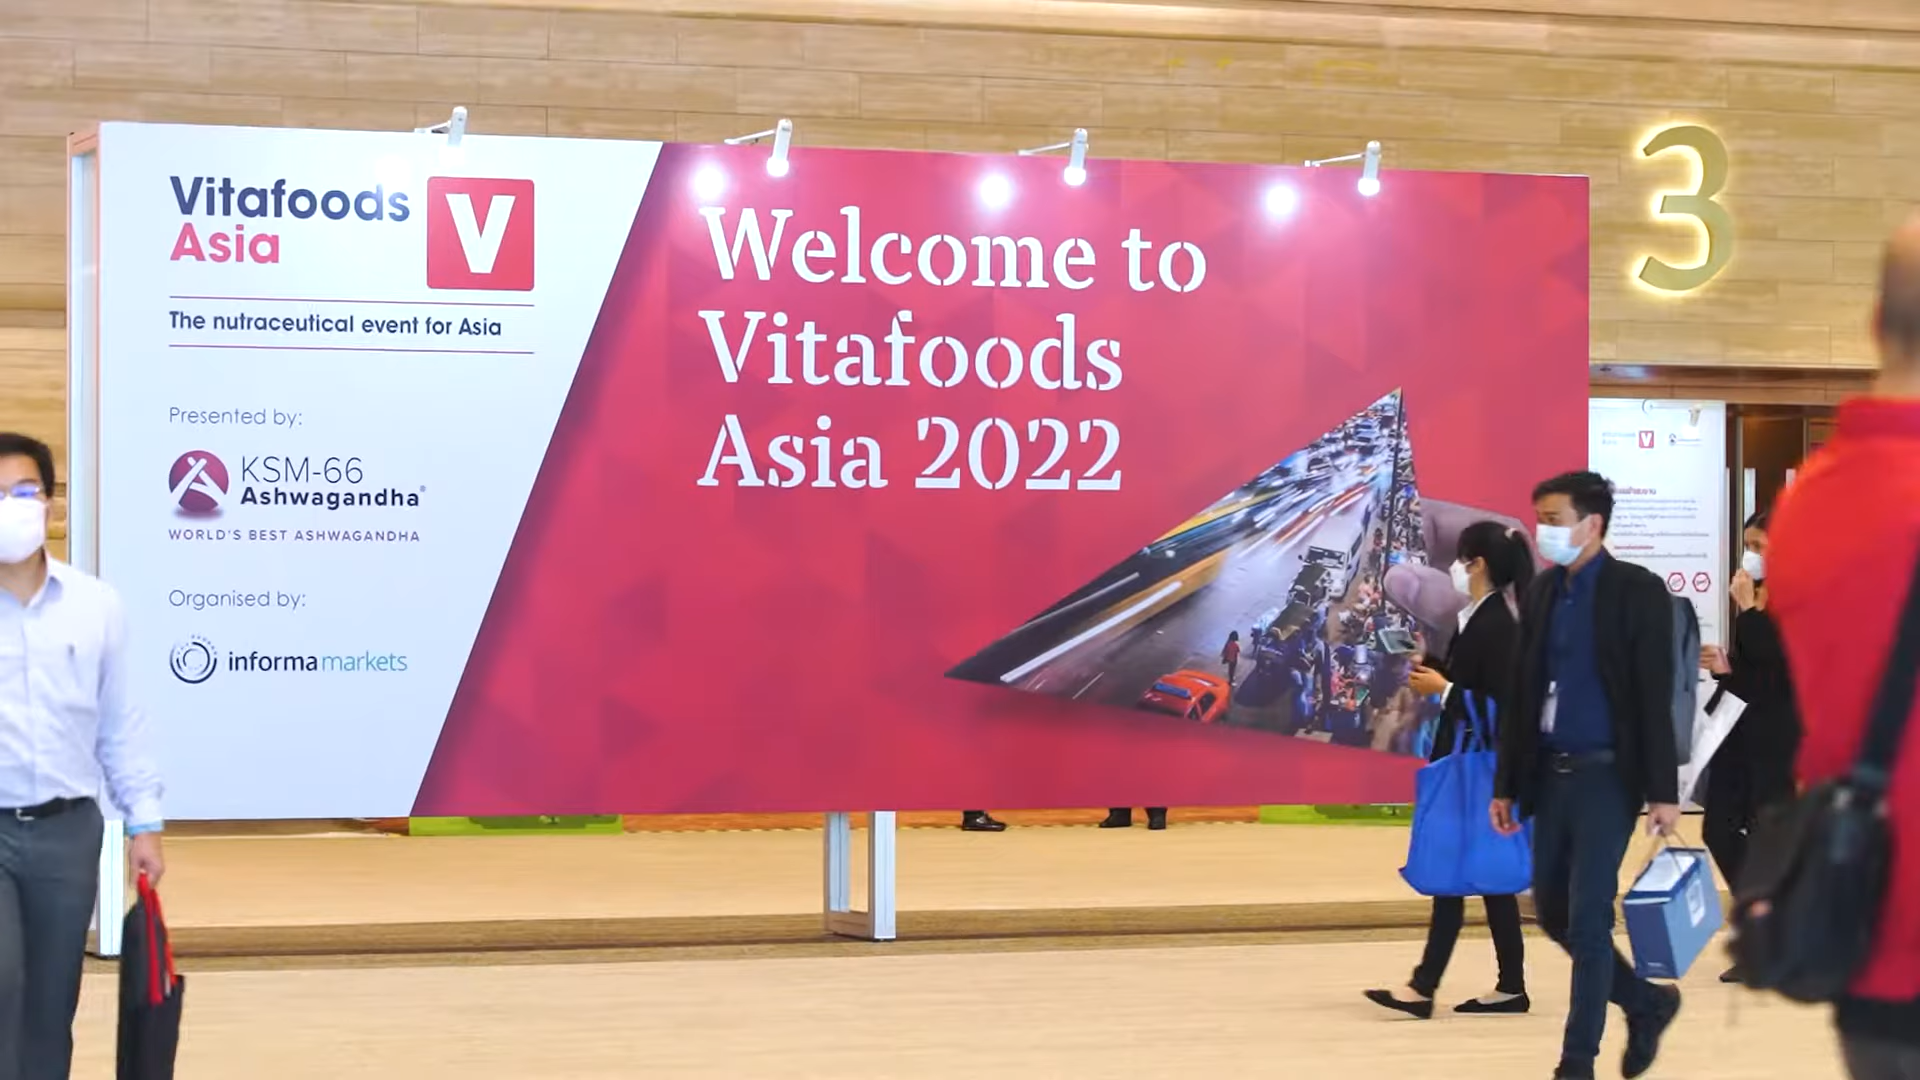 Vitafoods
Asia
V
The nutraceutical event for Asia
Presented by:
KSM-66
Ashwagandha®
WORLD'S BEST ASHWAGANDHA
Organised by:
informa markets
Welcome to
Vitafoods
Asia 2022
3
V